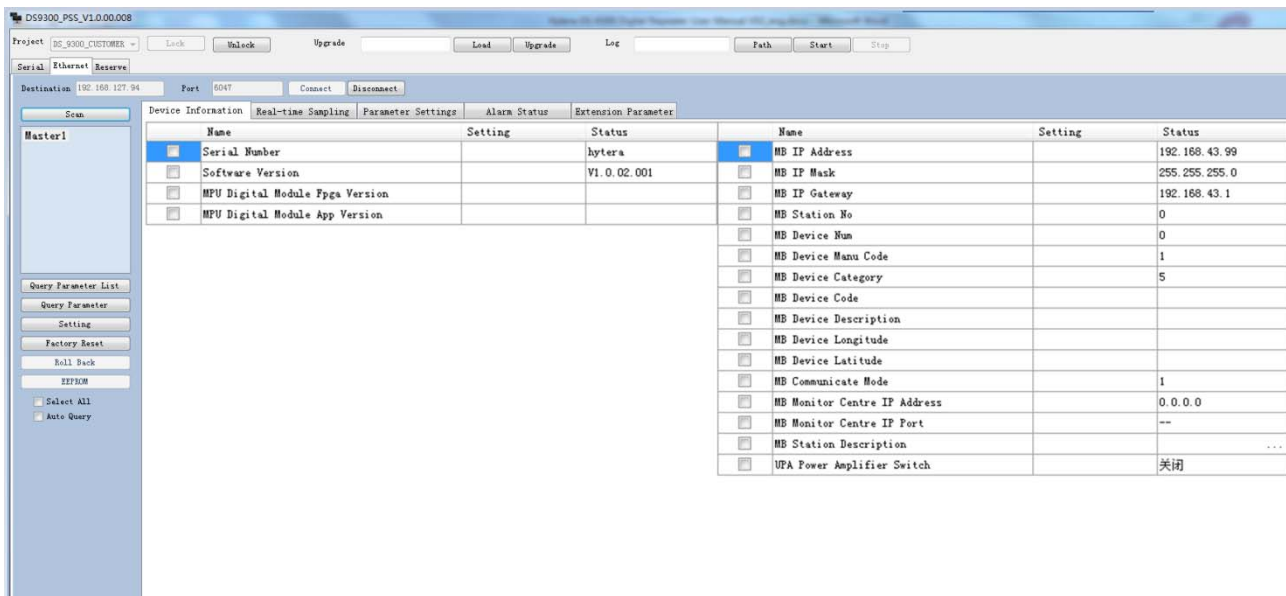 DS9300_PSS_V1.0.00.008
Project DS_9300_CUSTOMER Lock Unlock Upgrade Load Upgrade Log Path Start Stop
Serial Ethernet Reserve
Destination 192.168.127.94 Port 6047 Connect Disconnect
Scan Device Information Real-time Sampling Parameter Settings Alarm Status Extension Parameter
Master1 Name Setting Status Name Setting Status
Serial Number hytera MB IP Address 192.168.43.99
Software Version V1.0.02.001 MB IP Mask 255.255.255.0
MPU Digital Module Fpga Version MB IP Gateway 192.168.43.1
MPU Digital Module App Version MB Station No 0
MB Device Num 0
MB Device Manu Code 1
MB Device Category 5
Query Parameter List MB Device Code
Query Parameter MB Device Description
Setting MB Device Longitude
Factory Reset MB Device Latitude
Roll Back
EEPROM MB Communicate Mode 1
Select All MB Monitor Centre IP Address 0.0.0.0
Auto Query MB Monitor Centre IP Port --
MB Station Description ...
UPA Power Amplifier Switch 关闭